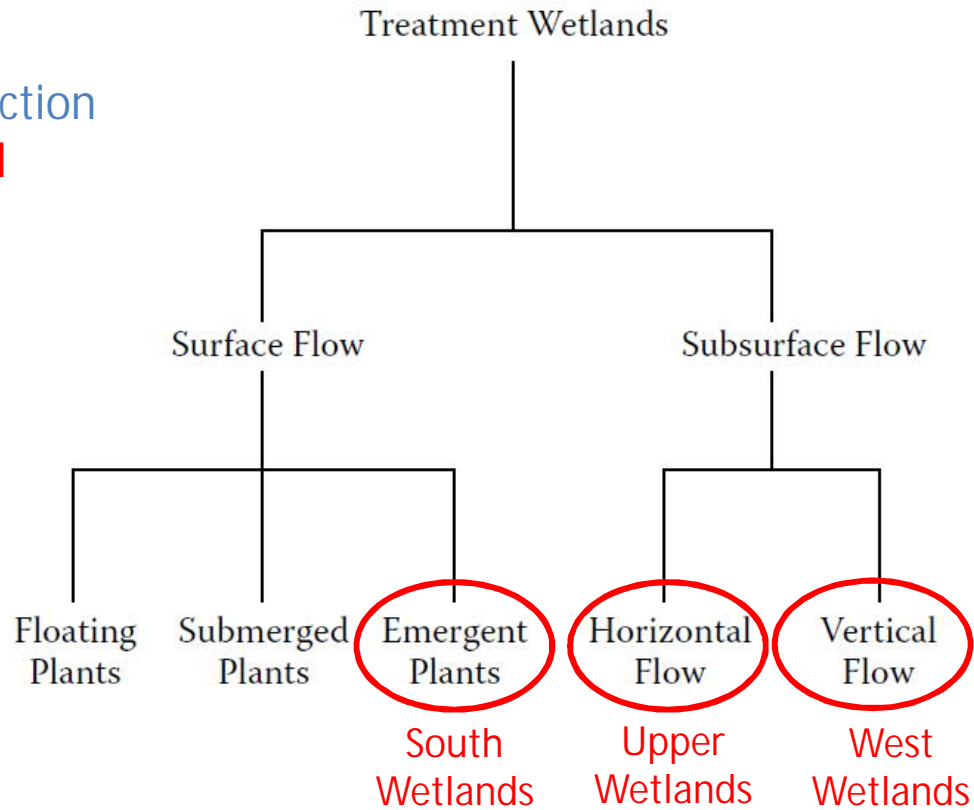 Treatment Wetlands
Surface Flow
Subsurface Flow
Floating
Plants
Submerged
Plants
Emergent
Plants
Horizontal
Flow
Vertical
Flow
South
Wetlands
Upper
Wetlands
West
Wetlands